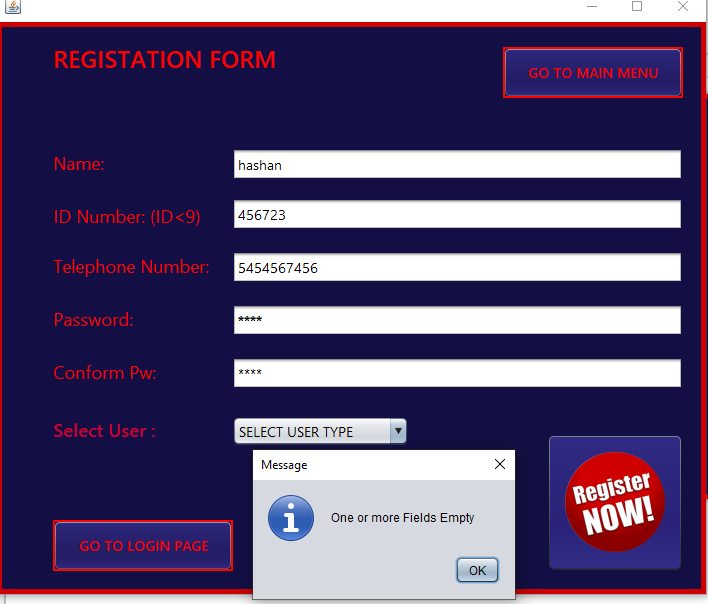 REGISTATION FORM
GO TO MAIN MENU
Name:
hashan
ID Number: (ID<9)
456723
Telephone Number:
5454567456
Password:
****
Conform Pw:
****
Select User :
SELECT USER TYPE
Message
One or more Fields Empty
OK
Register
NOW!
GO TO LOGIN PAGE